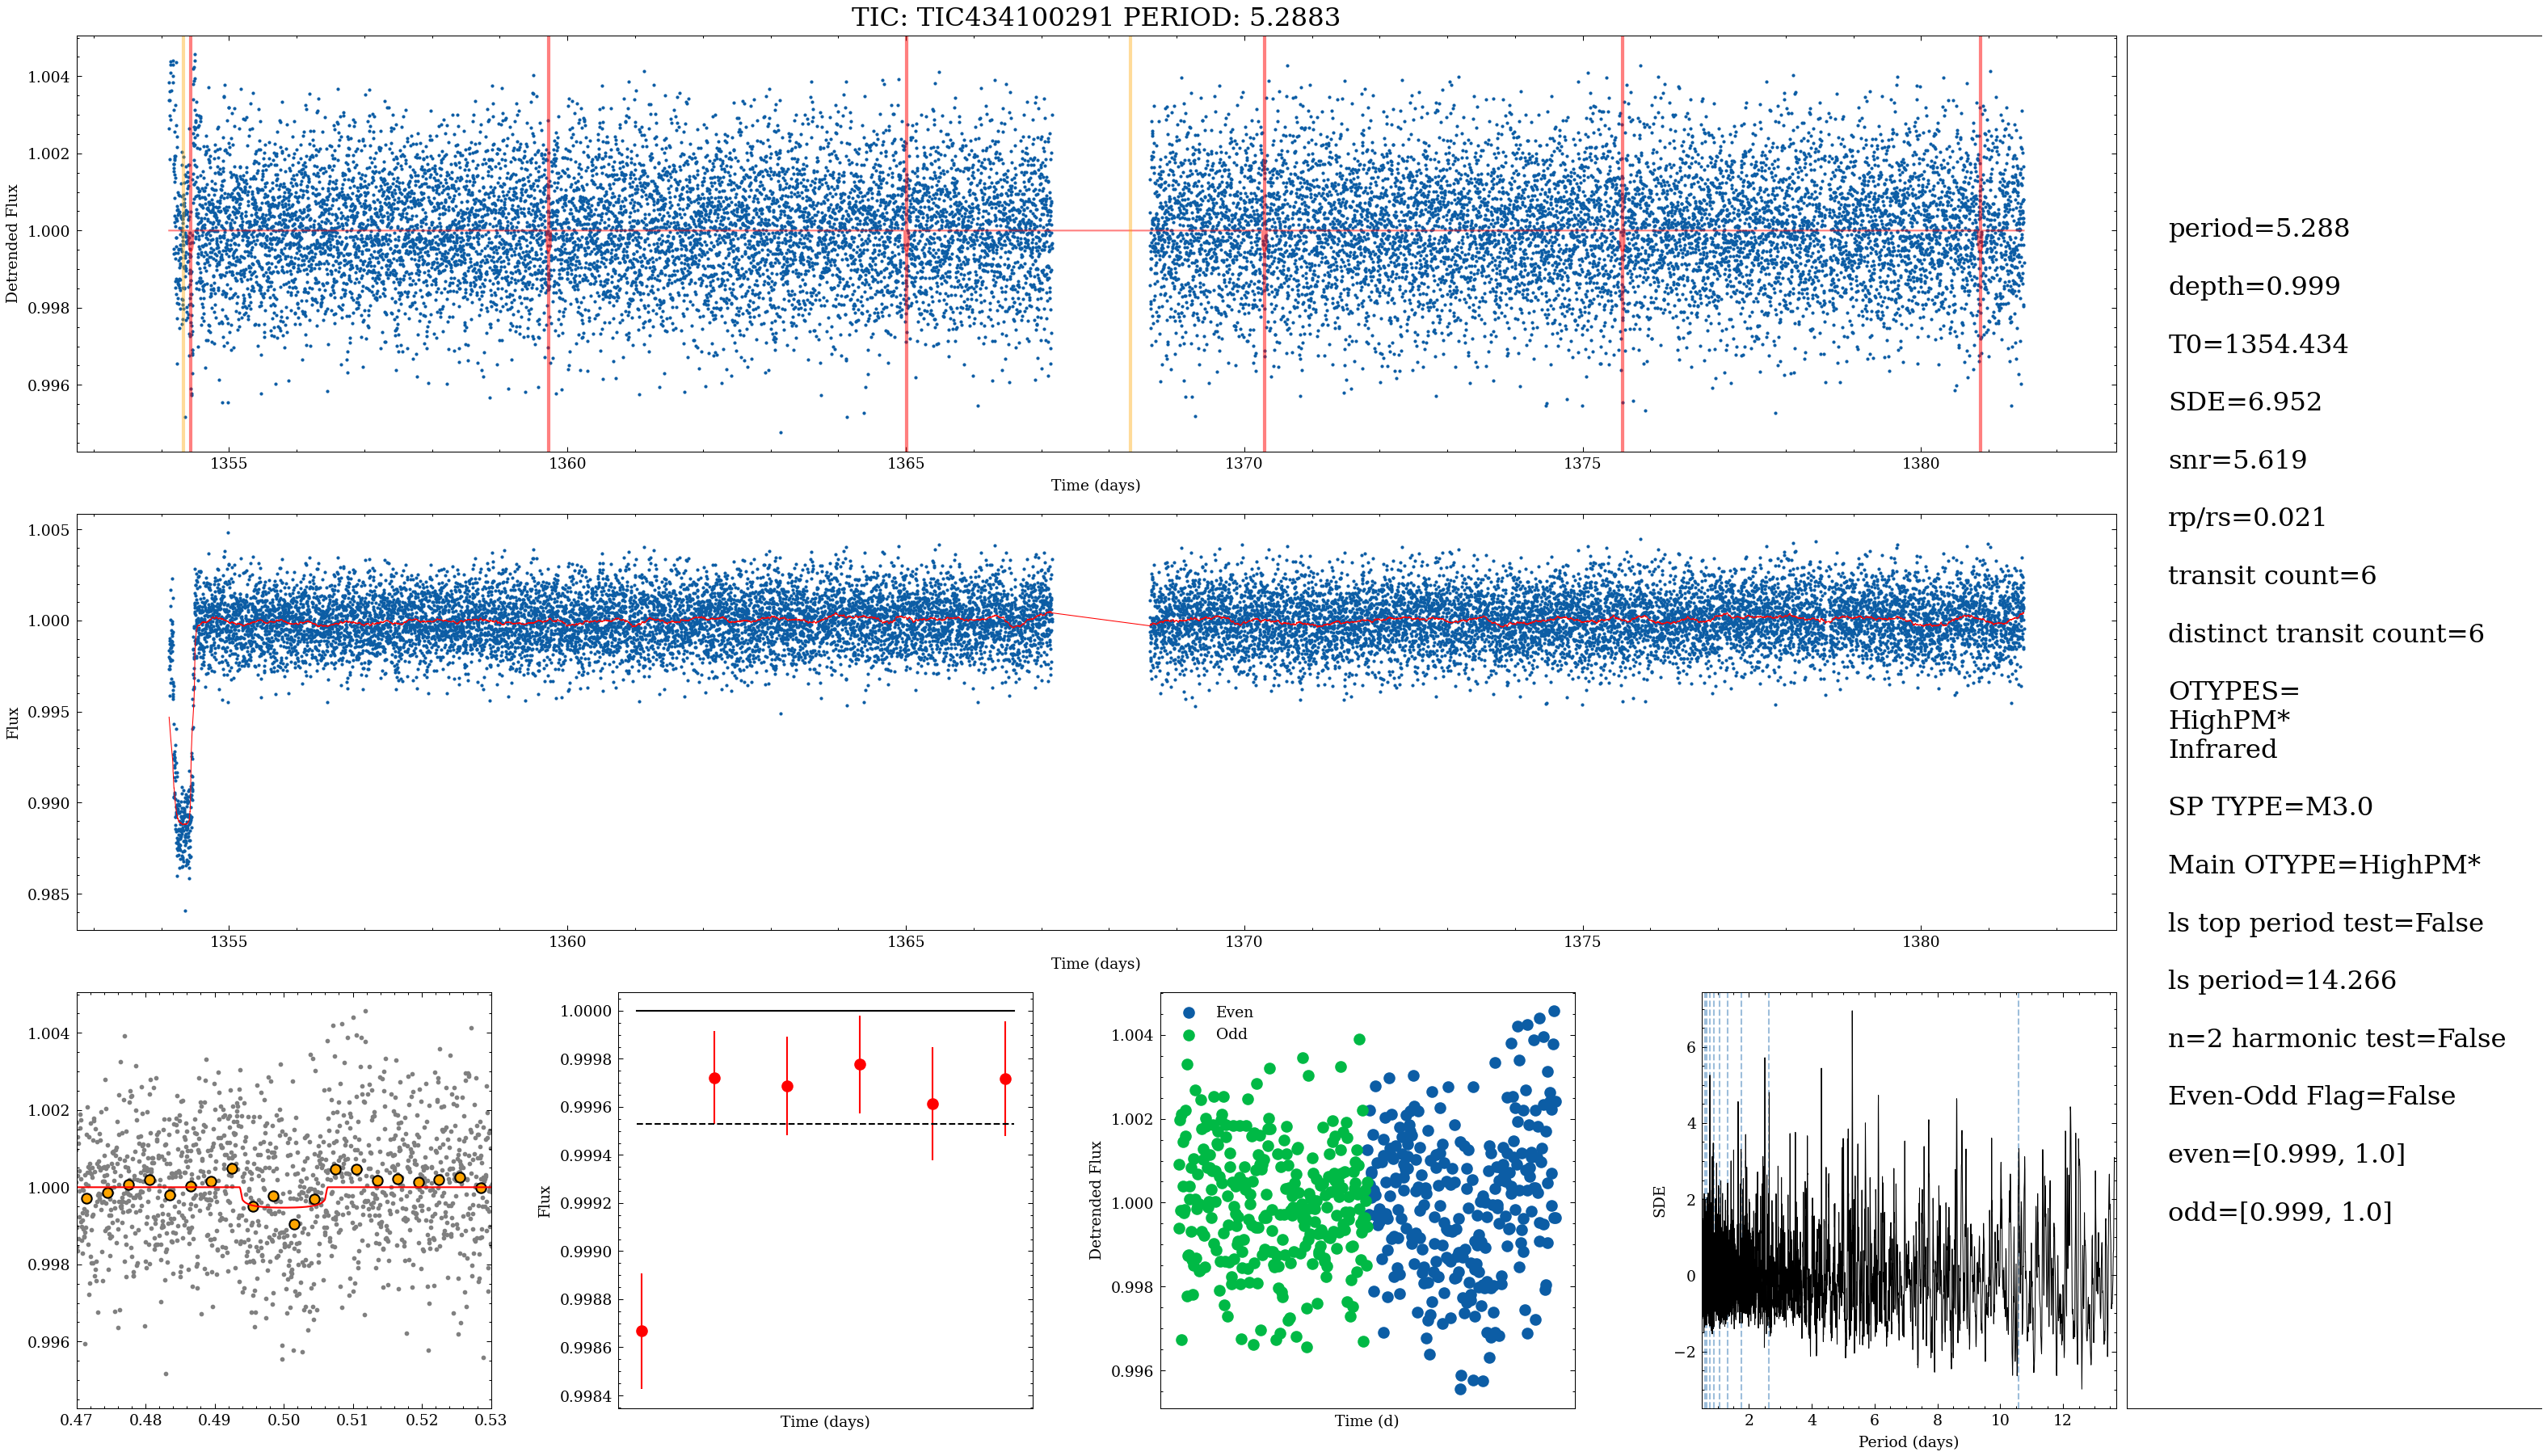 TIC: TIC434100291 PERIOD: 5.2883
1.004
1.002
1.000
0.998
0.996
Detrended Flux
1355
1360
1365
1370
1375
1380
Time (days)
1.005
1.000
0.995
0.990
0.985
Flux
1355
1360
1365
1370
1375
1380
Time (days)
1.004
1.002
1.000
0.998
0.996
0.47
0.48
0.49
0.50
0.51
0.52
0.53
1.0000
0.9998
0.9996
0.9994
0.9992
0.9990
0.9988
0.9986
0.9984
Flux
Time (days)
Even
Odd
1.004
1.002
1.000
0.998
0.996
Detrended Flux
Time (d)
6
4
2
0
−2
SDE
2
4
6
8
10
12
Period (days)
period=5.288
depth=0.999
T0=1354.434
SDE=6.952
snr=5.619
rp/rs=0.021
transit count=6
distinct transit count=6
OTYPES=
HighPM*
Infrared
SP TYPE=M3.0
Main OTYPE=HighPM*
ls top period test=False
ls period=14.266
n=2 harmonic test=False
Even-Odd Flag=False
even=[0.999, 1.0]
odd=[0.999, 1.0]